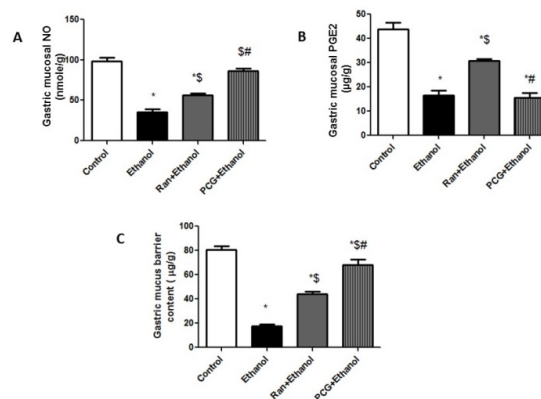 A
Gastric mucosal NO
(nmole/g)
150
100
50
0
*
*$
$#
Control
Ethanol
Ran+Ethanol
PCG+Ethanol
B
Gastric mucosal PGE2
(µg/g)
50
40
30
20
10
0
*
*$
*#
Control
Ethanol
Ran+Ethanol
PCG+Ethanol
C
Gastric mucus barrier
content ( µg/g)
100
80
60
40
20
0
*
*$
*$#
Control
Ethanol
Ran+Ethanol
PCG+Ethanol